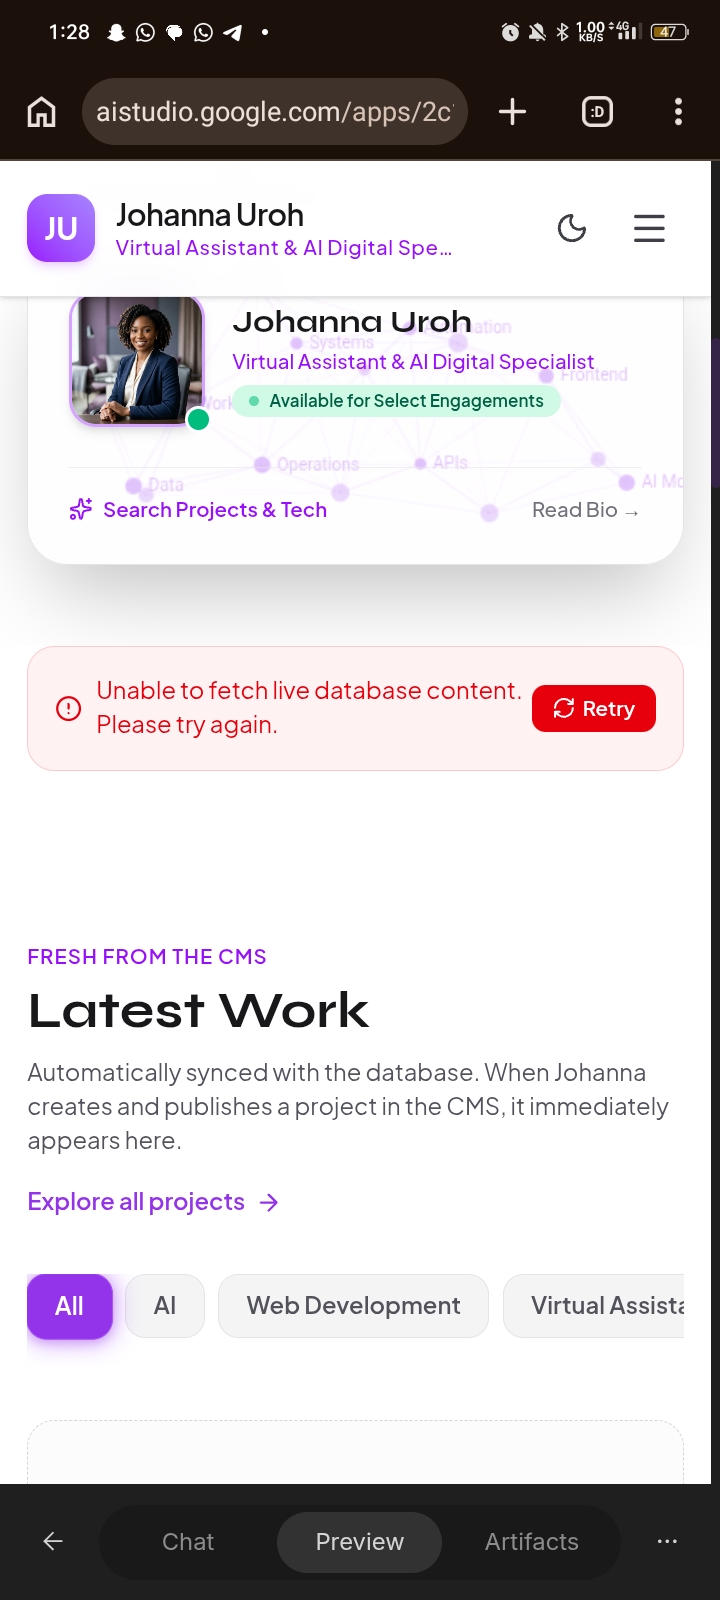 1:28
1.00 KB/S
4G
47
aistudio.google.com/apps/2c
:D
JU
Johanna Uroh
Virtual Assistant & AI Digital Spe...
Johanna Uroh
Systems
Virtual Assistant & AI Digital Specialist
Frontend
Available for Select Engagements
Operations
APIs
Data
Search Projects & Tech
Read Bio →
Unable to fetch live database content.
Please try again.
Retry
FRESH FROM THE CMS
Latest Work
Automatically synced with the database. When Johanna
creates and publishes a project in the CMS, it immediately
appears here.
Explore all projects →
All
AI
Web Development
Virtual Assista
Chat
Preview
Artifacts